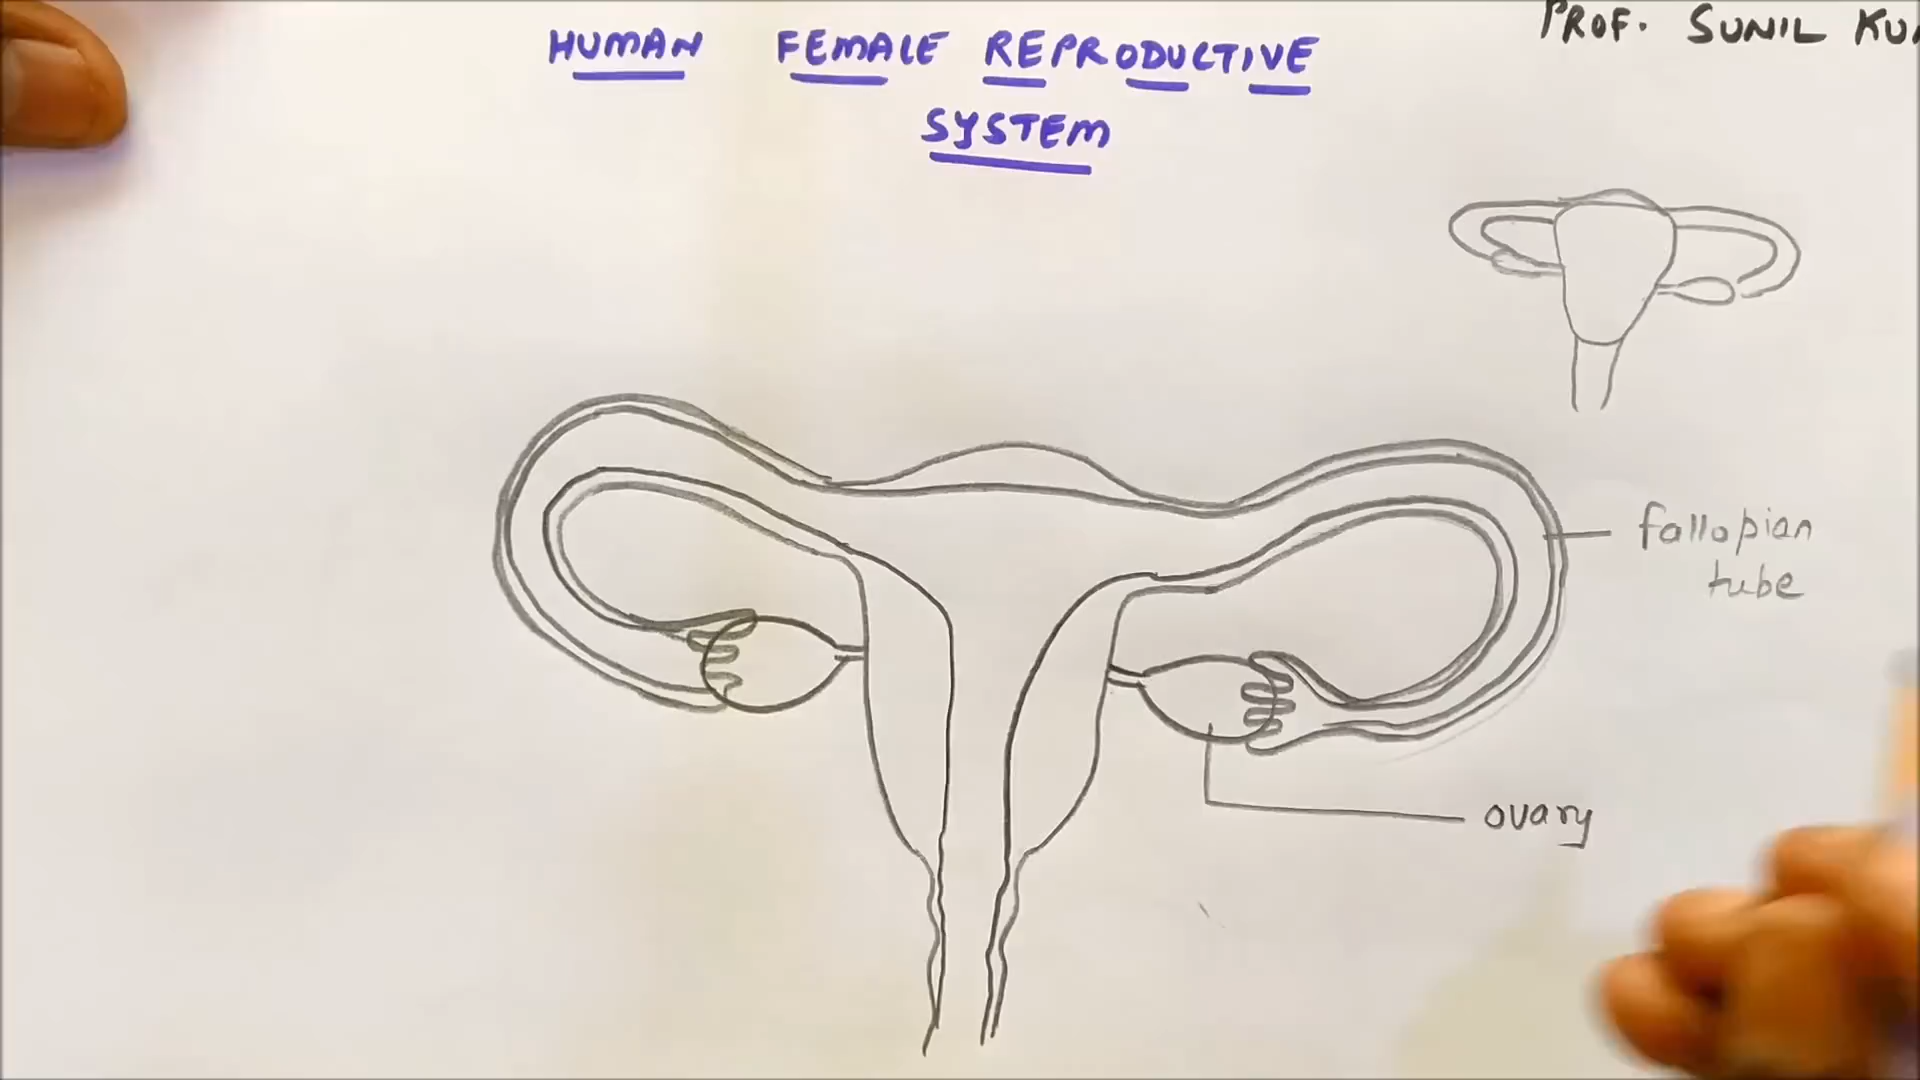 HUMAN FEMALE REPRODUCTIVE
SYSTEM
PROF. SUNIL
fallopian
tube
ovary